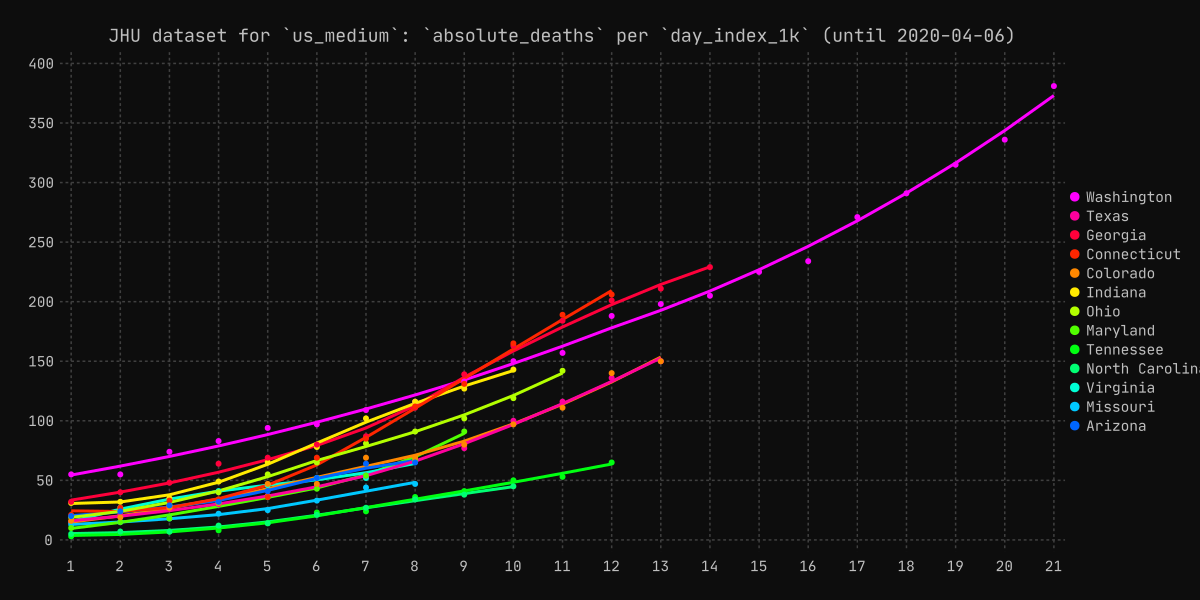 JHU dataset for `us_medium`: `absolute_deaths` per `day_index_1k` (until 2020-04-06)
400
350
300
250
200
150
100
50
0
1 2 3 4 5 6 7 8 9 10 11 12 13 14 15 16 17 18 19 20 21
Washington
Texas
Georgia
Connecticut
Colorado
Indiana
Ohio
Maryland
Tennessee
North Carolina
Virginia
Missouri
Arizona